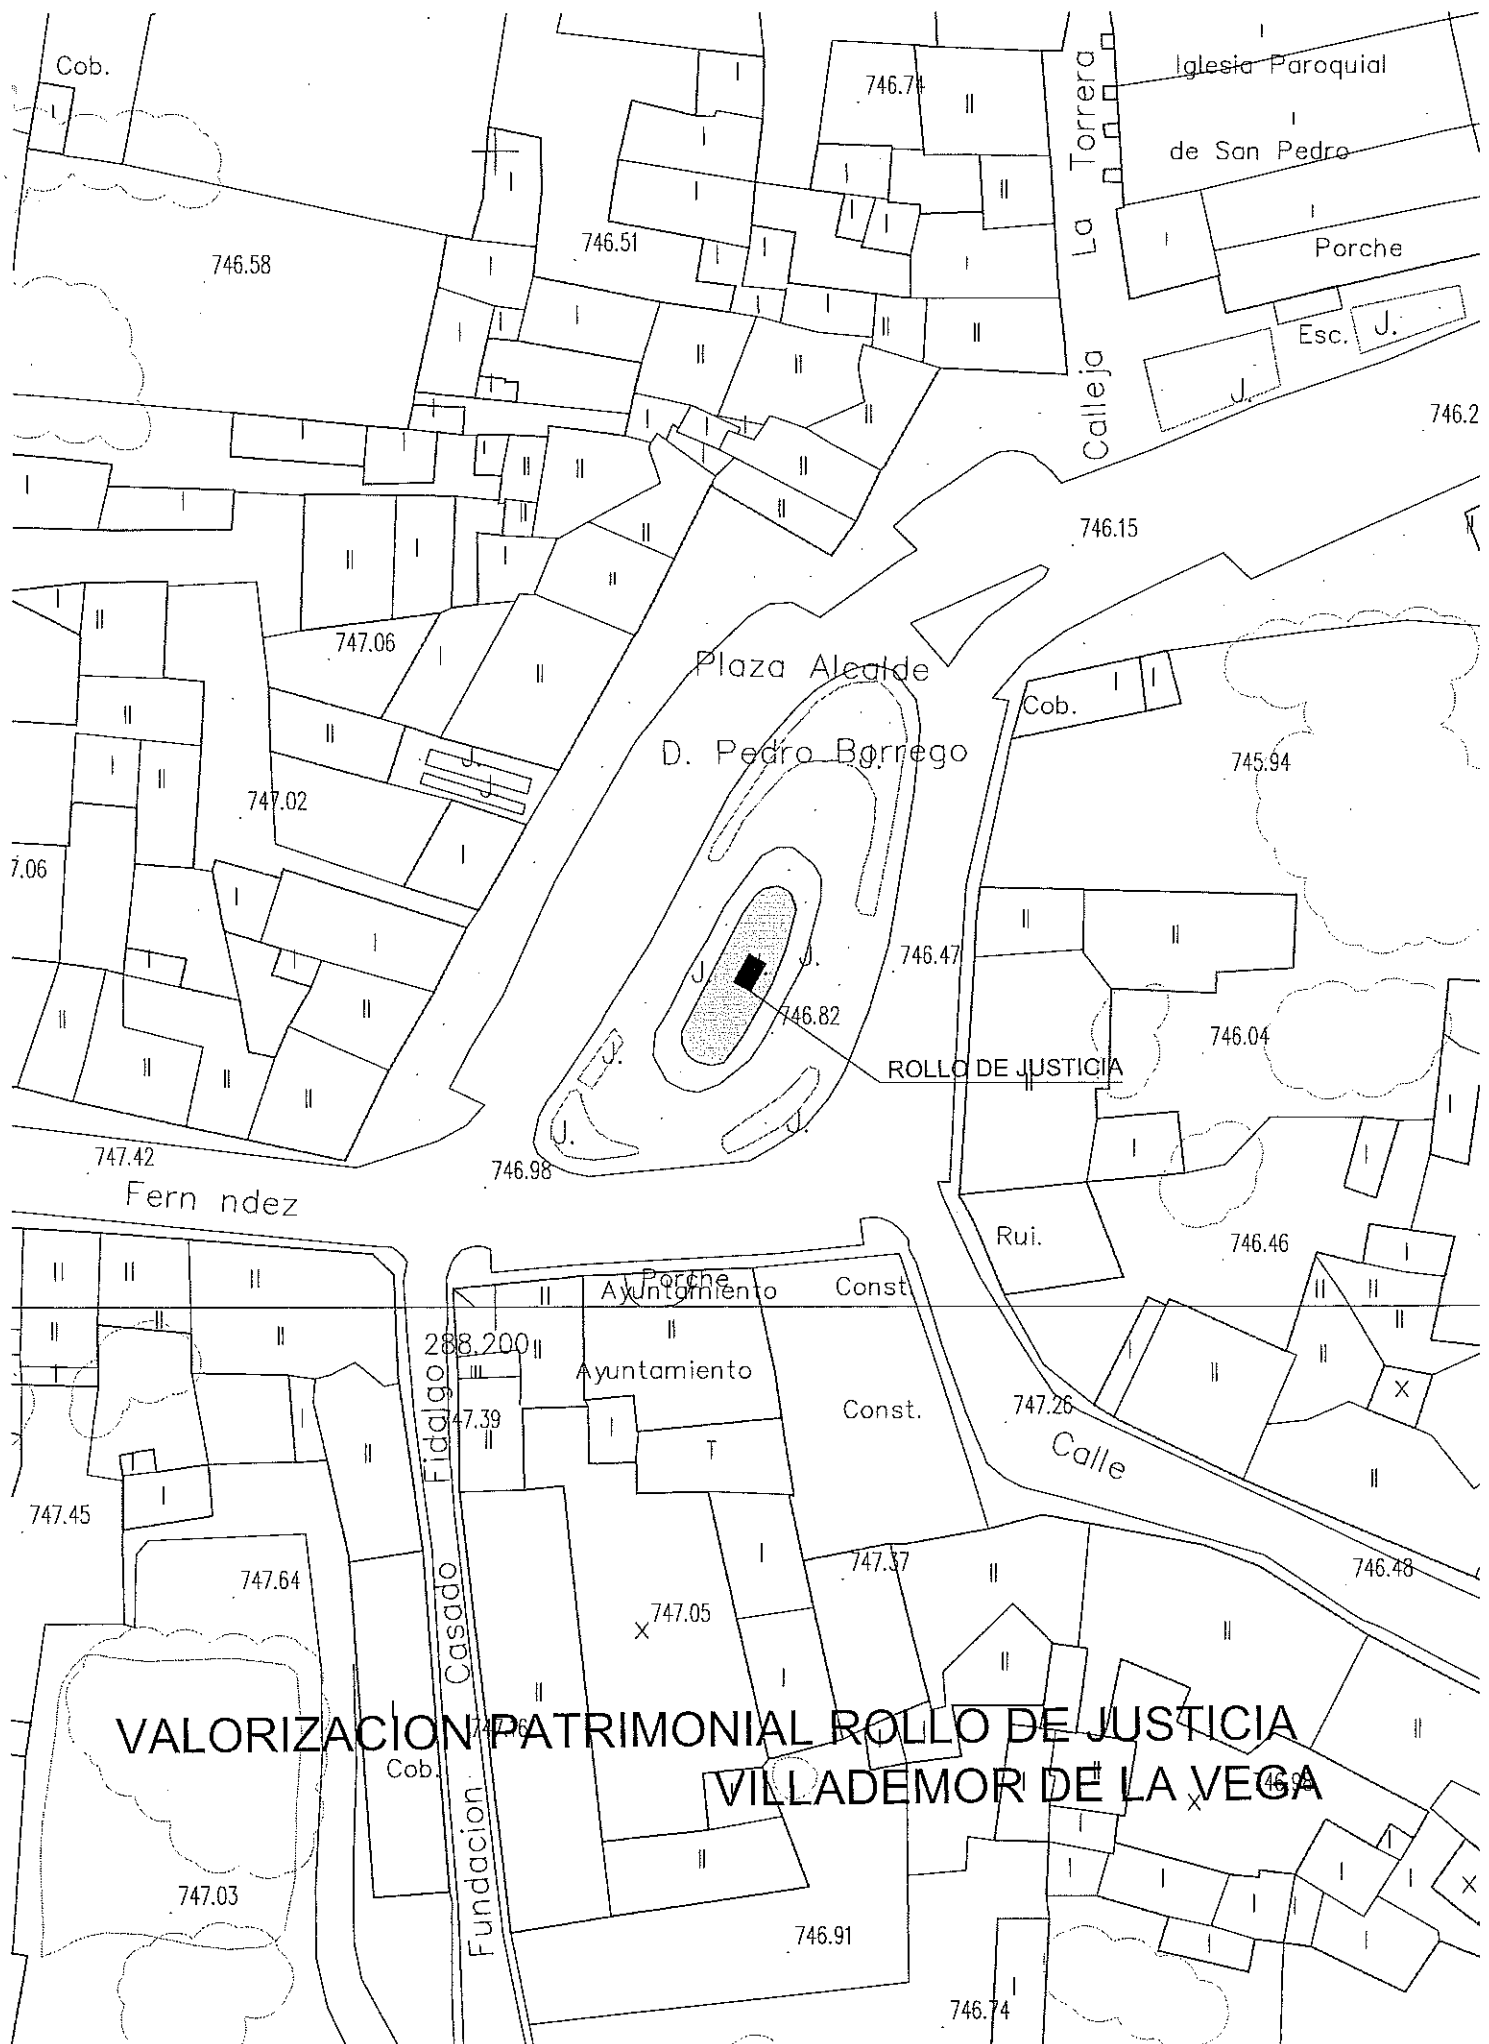 Cob.
746.71
II
La Torrera
Calleja
Iglesia Paroquial
de San Pedro
Porche
746.58
746.51
Esc.
J.
J.
746.2
746.15
747.06
Plaza Alcalde
D. Pedro Borrego
J.
Cob.
745.94
J.
J.
747.02
7.06
746.47
J.
J.
746.82
746.04
ROLLO DE JUSTICIA
J.
J.
J.
747.42
746.98
Fern ndez
Rui.
746.46
Porche
Ayuntamiento
Const.
288.200
Ayuntamiento
747.39
Const.
747.26
Calle
Fundacion Casado Fidalgo
747.45
747.64
747.37
746.48
X 747.05
VALORIZACION PATRIMONIAL ROLLO DE JUSTICIA
Cob.
VILLADEMOR DE LA VEGA
747.03
746.91
746.74